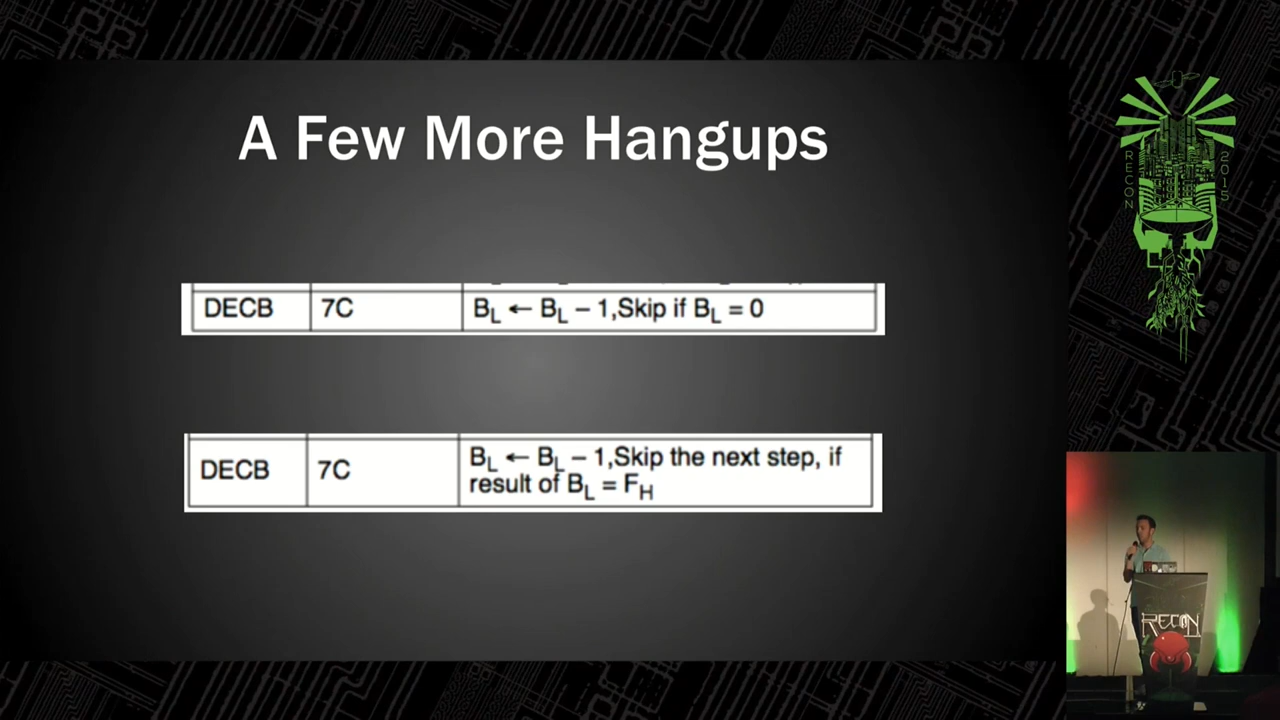 A Few More Hangups
DECB 7C BL ← BL – 1,Skip if BL = 0
DECB 7C BL ← BL – 1,Skip the next step, if
result of BL = FH
RECON
2015
RECON